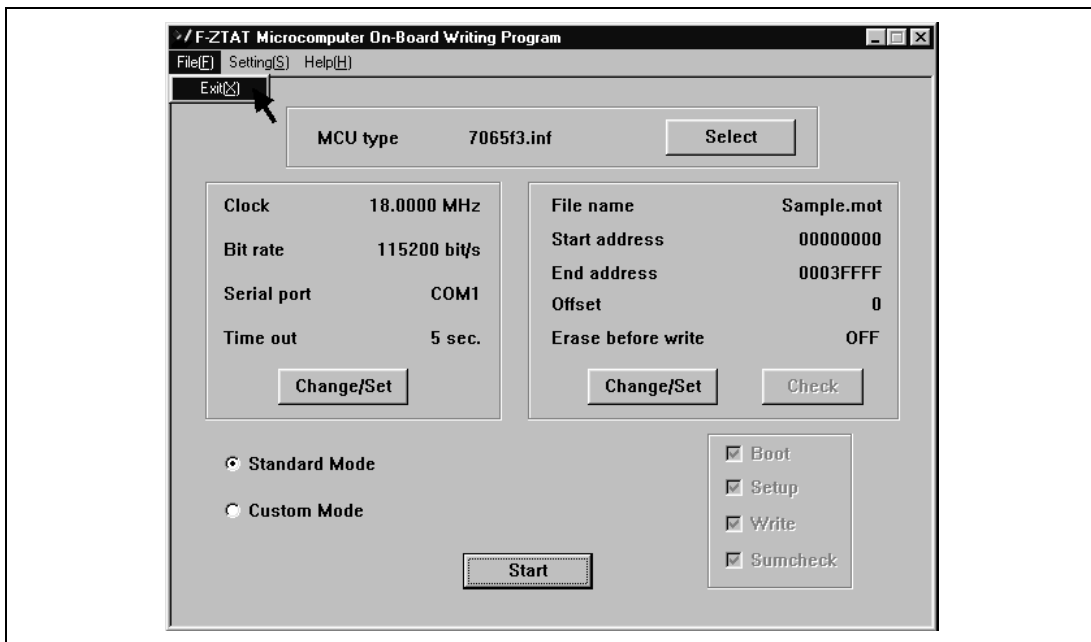 F-ZTAT Microcomputer On-Board Writing Program
File(F) Setting(S) Help(H)
Exit(X)
MCU type 7065f3.inf Select
Clock 18.0000 MHz
Bit rate 115200 bit/s
Serial port COM1
Time out 5 sec.
Change/Set
File name Sample.mot
Start address 00000000
End address 0003FFFF
Offset 0
Erase before write OFF
Change/Set Check
Standard Mode
Custom Mode
Boot
Setup
Write
Sumcheck
Start